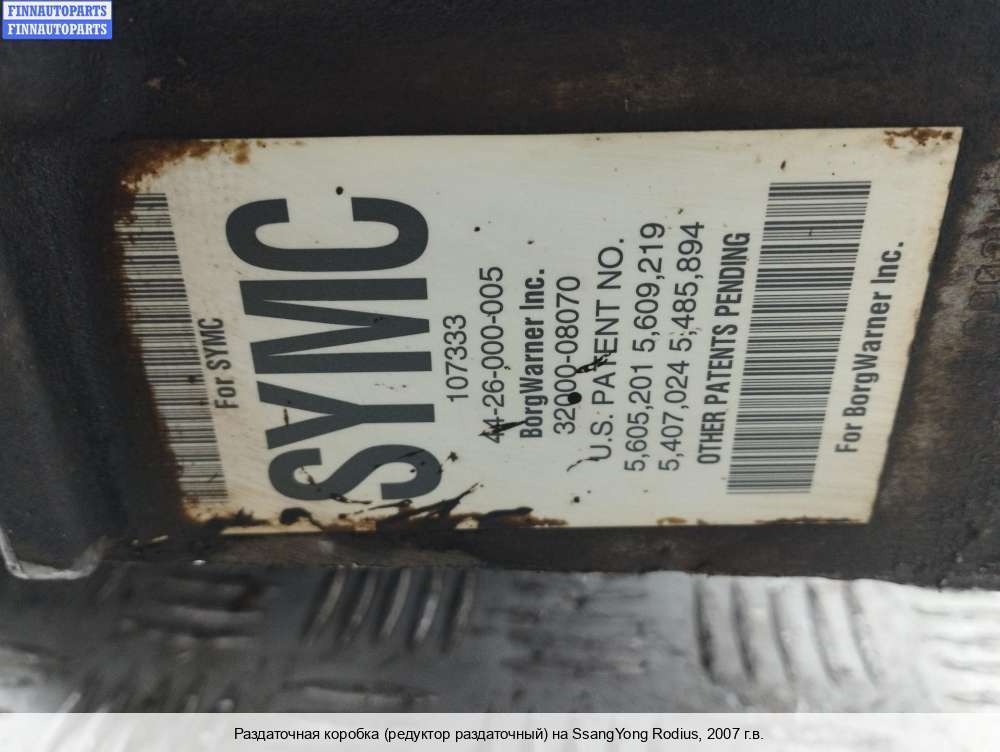 FINNAUTOPARTS
FINNAUTOPARTS
For SYMC
SYMC
107333
44-26-000-005
BorgWarner Inc.
32000-08070
U.S. PATENT NO.
5,605,201 5,609,219
5,407,024 5,485,894
OTHER PATENTS PENDING
For BorgWarner Inc.
Раздаточная коробка (редуктор раздаточный) на SsangYong Rodius, 2007 г.в.